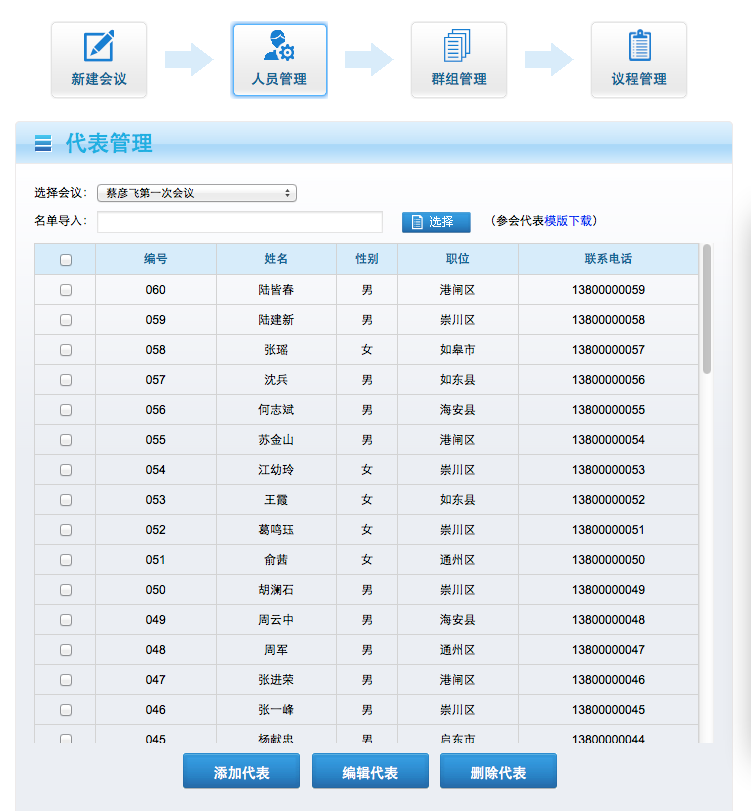 新建会议 人员管理 群组管理 议程管理
代表管理
选择会议： 蔡彦飞第一次会议
名单导入： 选择 （参会代表模版下载）
编号 姓名 性别 职位 联系电话
060 陆皆春 男 港闸区 13800000059
059 陆建新 男 崇川区 13800000058
058 张瑶 女 如皋市 13800000057
057 沈兵 男 如东县 13800000056
056 何志斌 男 海安县 13800000055
055 苏金山 男 港闸区 13800000054
054 江幼玲 女 崇川区 13800000053
053 王霞 女 如东县 13800000052
052 葛鸣珏 女 崇川区 13800000051
051 俞茜 女 通州区 13800000050
050 胡澜石 男 崇川区 13800000049
049 周云中 男 海安县 13800000048
048 周军 男 通州区 13800000047
047 张进荣 男 港闸区 13800000046
046 张一峰 男 崇川区 13800000045
045 杨献忠 男 启东市 13800000044
添加代表 编辑代表 删除代表